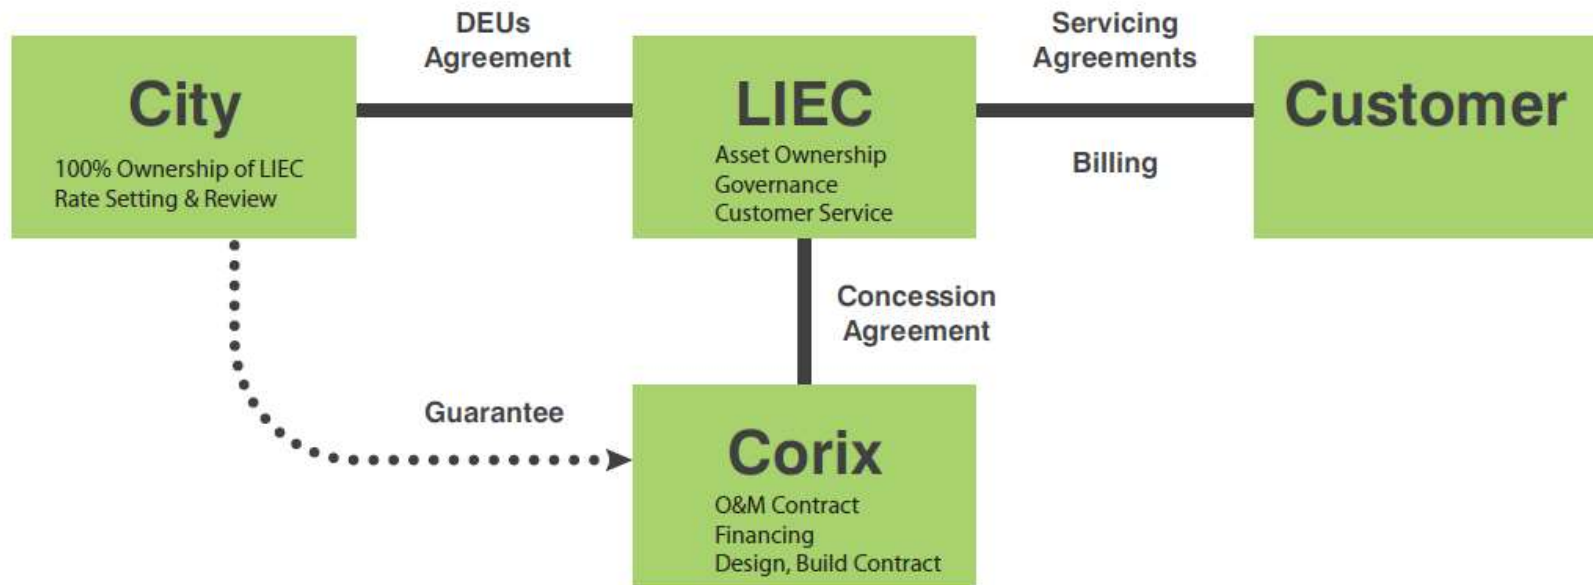 DEUs
Agreement
Servicing
Agreements
City
100% Ownership of LIEC
Rate Setting & Review
LIEC
Asset Ownership
Governance
Customer Service
Customer
Billing
Concession
Agreement
Guarantee
Corix
O&M Contract
Financing
Design, Build Contract